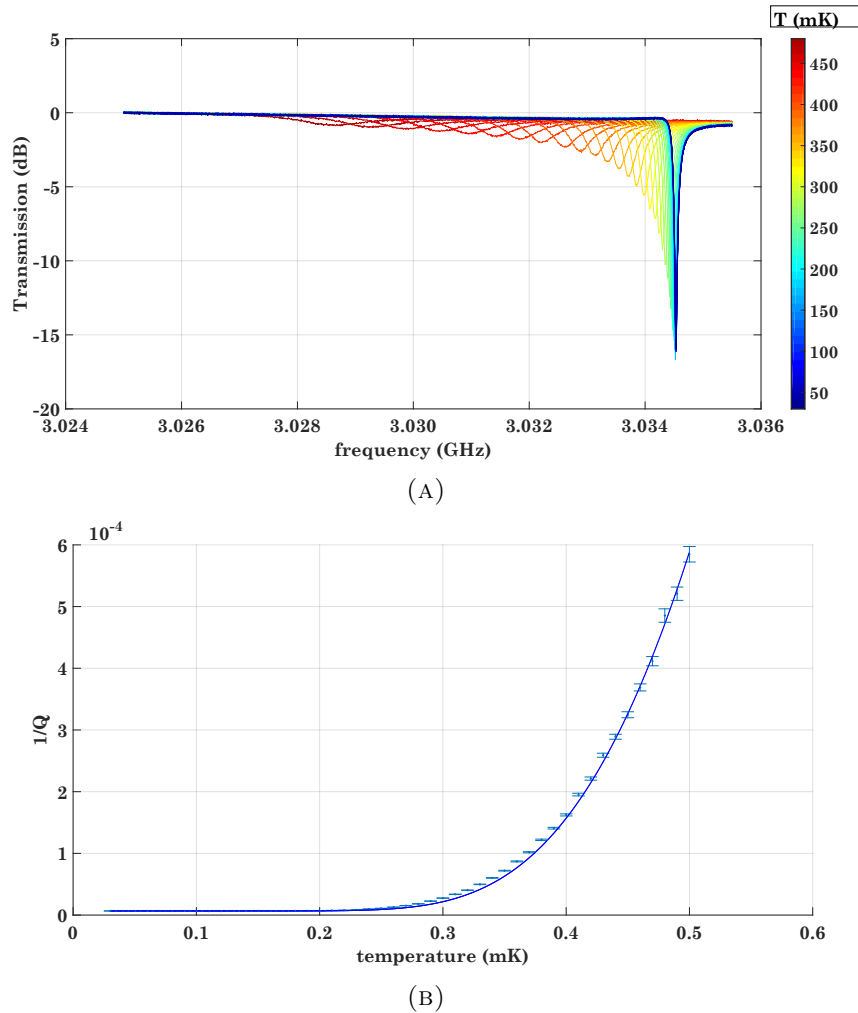 T (mK)
5
0
-5
-10
-15
-20
Transmission (dB)
3.024 3.026 3.028 3.030 3.032 3.034 3.036
frequency (GHz)
450
400
350
300
250
200
150
100
50
(A)
10^-4
6
5
4
3
2
1
0
1/Q
0 0.1 0.2 0.3 0.4 0.5 0.6
temperature (mK)
(B)